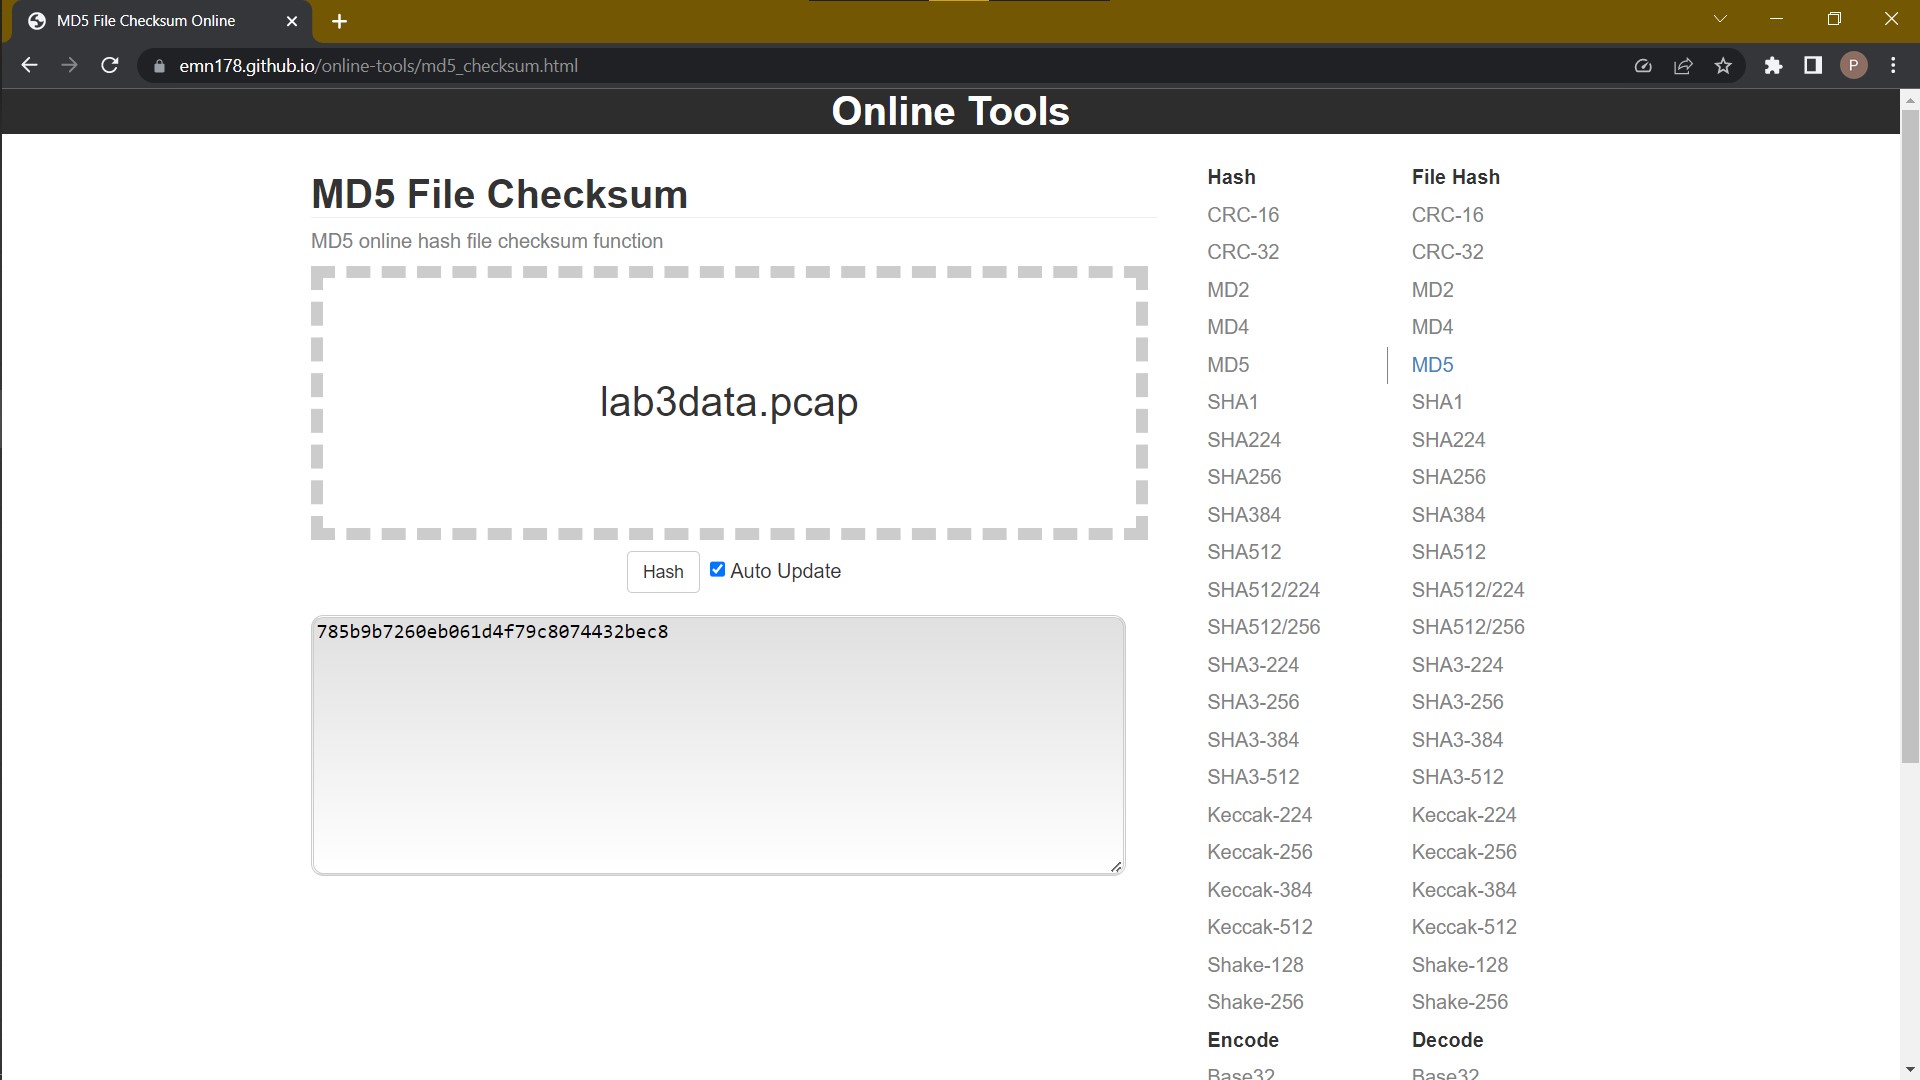 MD5 File Checksum Online
emn178.github.io/online-tools/md5_checksum.html
P
Online Tools
MD5 File Checksum
MD5 online hash file checksum function
lab3data.pcap
Hash
Auto Update
785b9b7260eb061d4f79c8074432bec8
Hash
CRC-16
CRC-32
MD2
MD4
MD5
SHA1
SHA224
SHA256
SHA384
SHA512
SHA512/224
SHA512/256
SHA3-224
SHA3-256
SHA3-384
SHA3-512
Keccak-224
Keccak-256
Keccak-384
Keccak-512
Shake-128
Shake-256
Encode
Base32
File Hash
CRC-16
CRC-32
MD2
MD4
MD5
SHA1
SHA224
SHA256
SHA384
SHA512
SHA512/224
SHA512/256
SHA3-224
SHA3-256
SHA3-384
SHA3-512
Keccak-224
Keccak-256
Keccak-384
Keccak-512
Shake-128
Shake-256
Decode
Base32